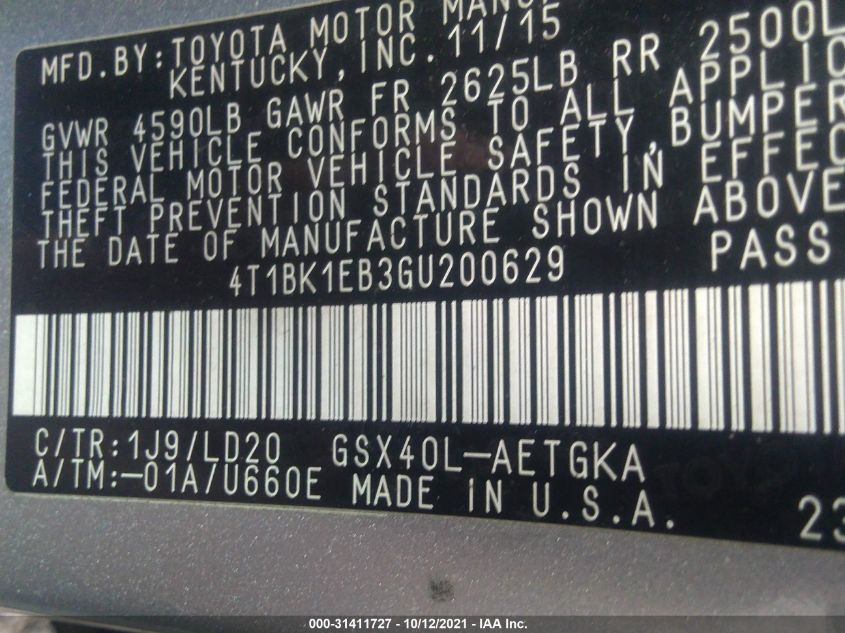 MFD.BY:TOYOTA MOTOR MANU
KENTUCKY, INC. 11/15
GVWR 4590LB GAWR FR 2625LB RR 2500L
THIS VEHICLE CONFORMS TO ALL APPLIC
FEDERAL MOTOR VEHICLE SAFETY, BUMPER
THEFT PREVENTION STANDARDS IN EFFEC
THE DATE OF MANUFACTURE SHOWN ABOVE
4T1BK1EB3GU200629 PASS
C/TR:1J9/LD20 GSX40L-AETGKA
A/TM:-01A/U660E MADE IN U.S.A.
23
000-31411727 - 10/12/2021 - IAA Inc.